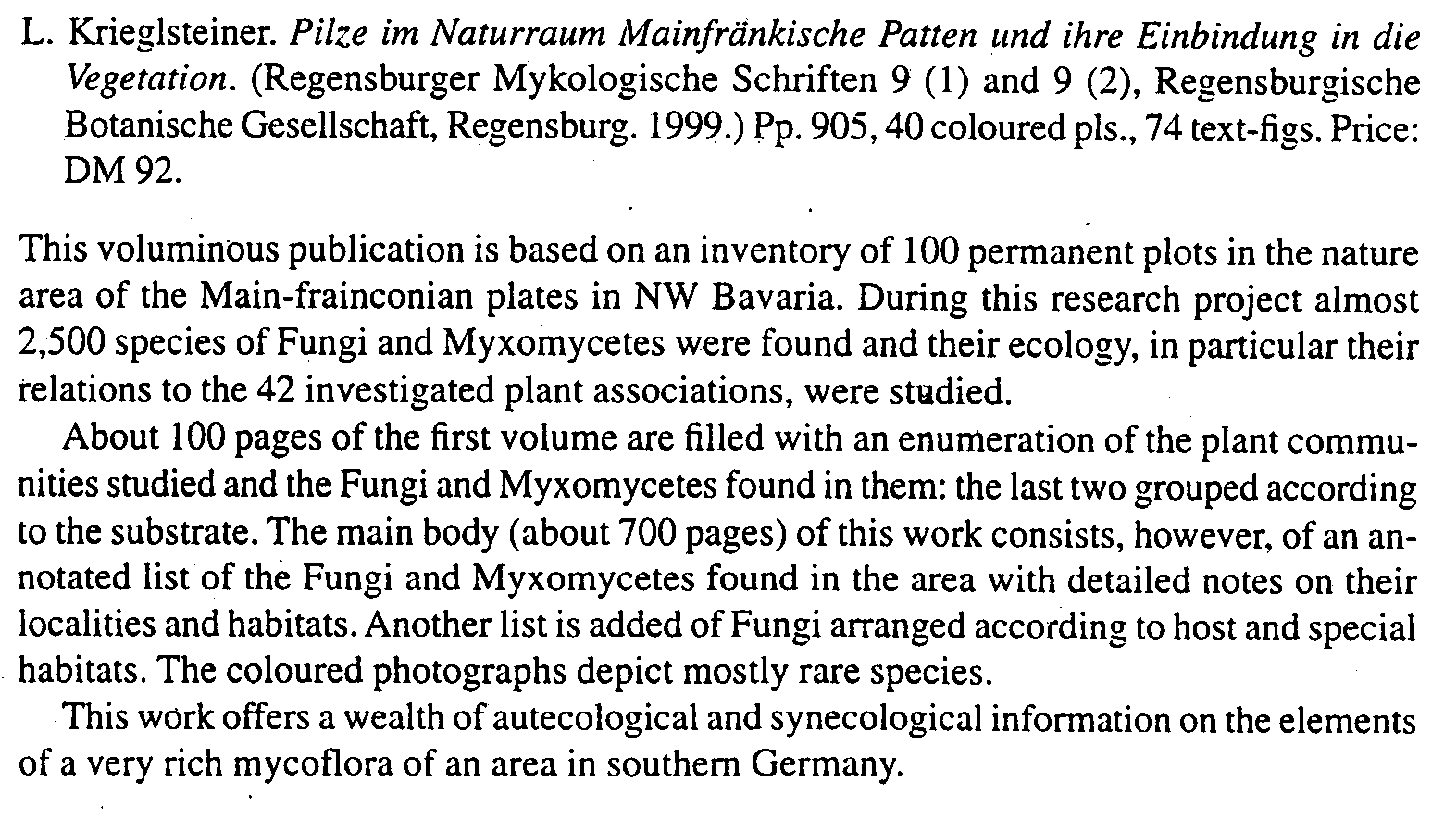 L. Krieglsteiner. Pilze im Naturraum Mainfränkische Patten und ihre Einbindung in die
Vegetation. (Regensburger Mykologische Schriften 9 (1) and 9 (2), Regensburgische
Botanische Gesellschaft, Regensburg. 1999.) Pp. 905, 40 coloured pls., 74 text-figs. Price:
DM 92.
This voluminous publication is based on an inventory of 100 permanent plots in the nature
area of the Main-frainconian plates in NW Bavaria. During this research project almost
2,500 species of Fungi and Myxomycetes were found and their ecology, in particular their
relations to the 42 investigated plant associations, were studied.
About 100 pages of the first volume are filled with an enumeration of the plant commu-
nities studied and the Fungi and Myxomycetes found in them: the last two grouped according
to the substrate. The main body (about 700 pages) of this work consists, however, of an an-
notated list of the Fungi and Myxomycetes found in the area with detailed notes on their
localities and habitats. Another list is added of Fungi arranged according to host and special
habitats. The coloured photographs depict mostly rare species.
This work offers a wealth of autecological and synecological information on the elements
of a very rich mycoflora of an area in southern Germany.